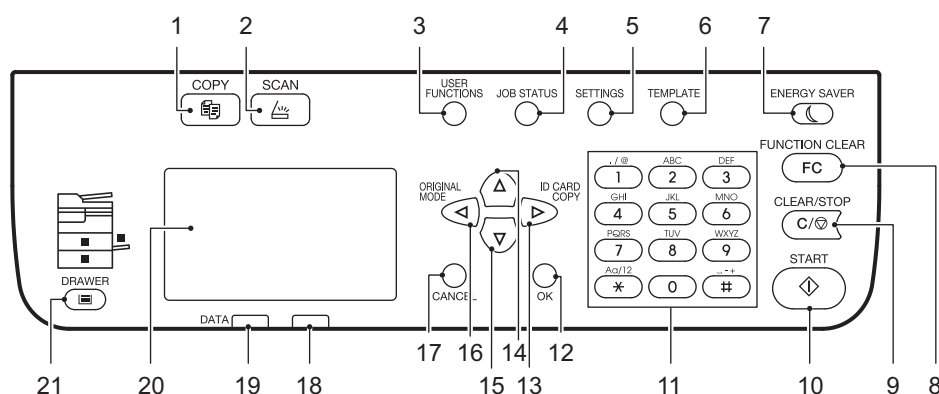 1 2 3 4 5 6 7
COPY SCAN
USER
FUNCTIONS JOB STATUS SETTINGS TEMPLATE ENERGY SAVER
FUNCTION CLEAR
FC
. / @ ABC DEF
1 2 3
ORIGINAL
MODE
ID CARD
COPY
GHI JKL MNO
4 5 6
CLEAR/STOP
C/
PQRS TUV WXYZ
7 8 9
START
DRAWER
CANCEL OK
Aa/12 _ - +
* 0 #
DATA
21 20 19 18 17 16 15 14 13 12 11 10 9 8